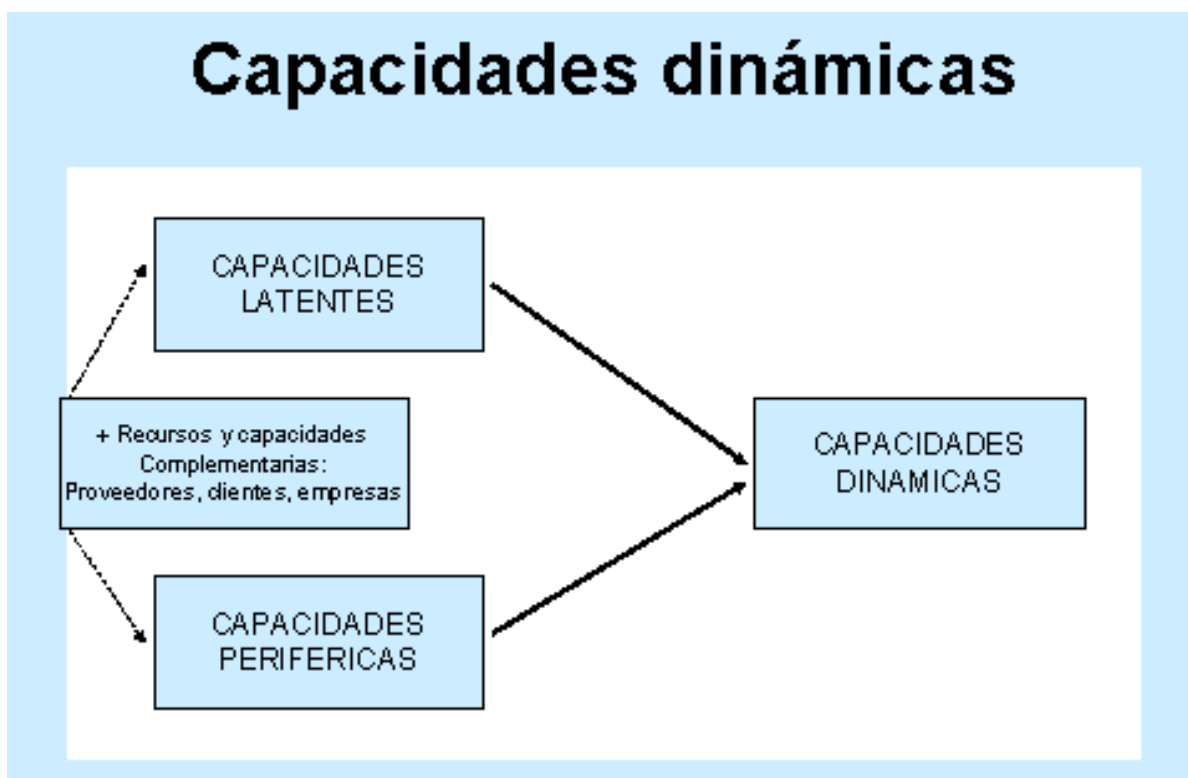 Capacidades dinámicas
CAPACIDADES
LATENTES
+ Recursos y capacidades
Complementarias:
Proveedores, clientes, empresas
CAPACIDADES
DINAMICAS
CAPACIDADES
PERIFERICAS